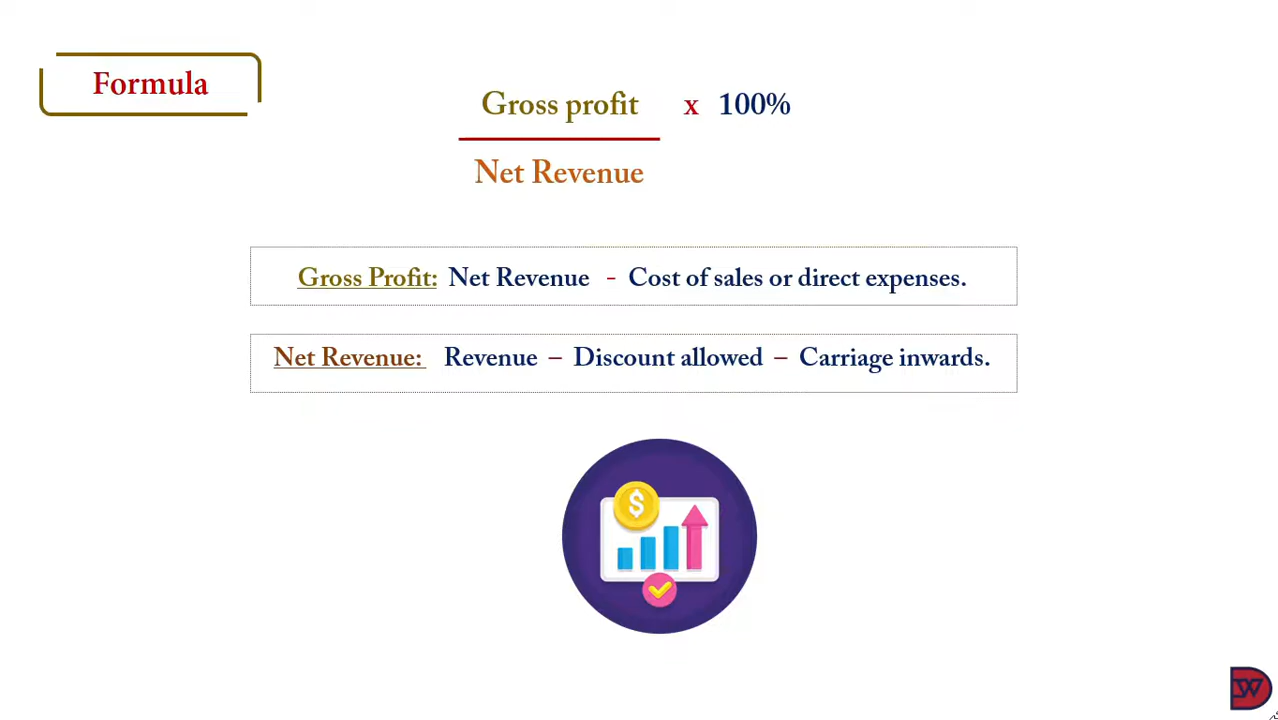 Formula
Gross profit x 100%
Net Revenue
Gross Profit: Net Revenue - Cost of sales or direct expenses.
Net Revenue: Revenue – Discount allowed – Carriage inwards.
$
DW